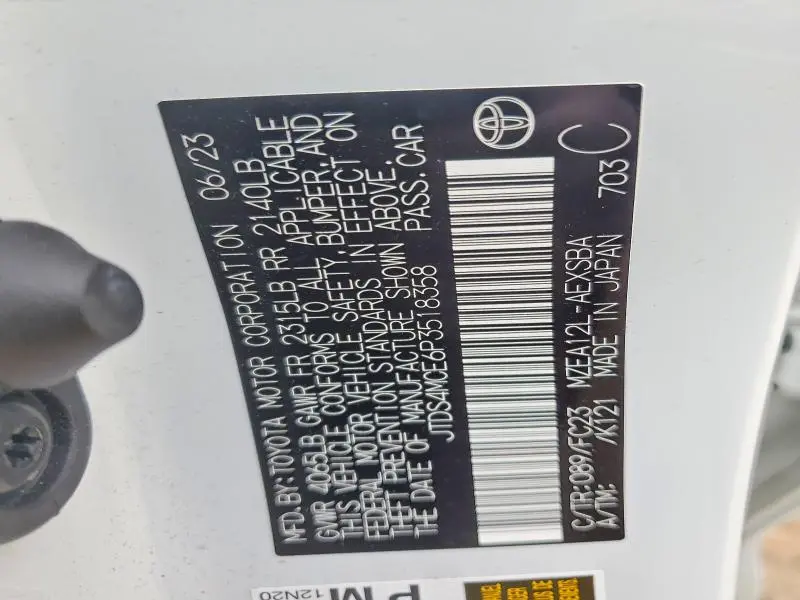 MFD.BY:TOYOTA MOTOR CORPORATION 06/23
GVWR 4065LB GAWR FR 2315LB RR 2140LB
THIS VEHICLE CONFORMS TO ALL APPLICABLE
FEDERAL MOTOR VEHICLE SAFETY,BUMPER,AND
THEFT PREVENTION STANDARDS IN EFFECT ON
THE DATE OF MANUFACTURE SHOWN ABOVE.
JTDS4MCE6P3518358 PASS.CAR
C/TR:089/FC23 MZEA12L-AEXSBA 703 C
A/TM: /K121 MADE IN JAPAN
PM
12N20